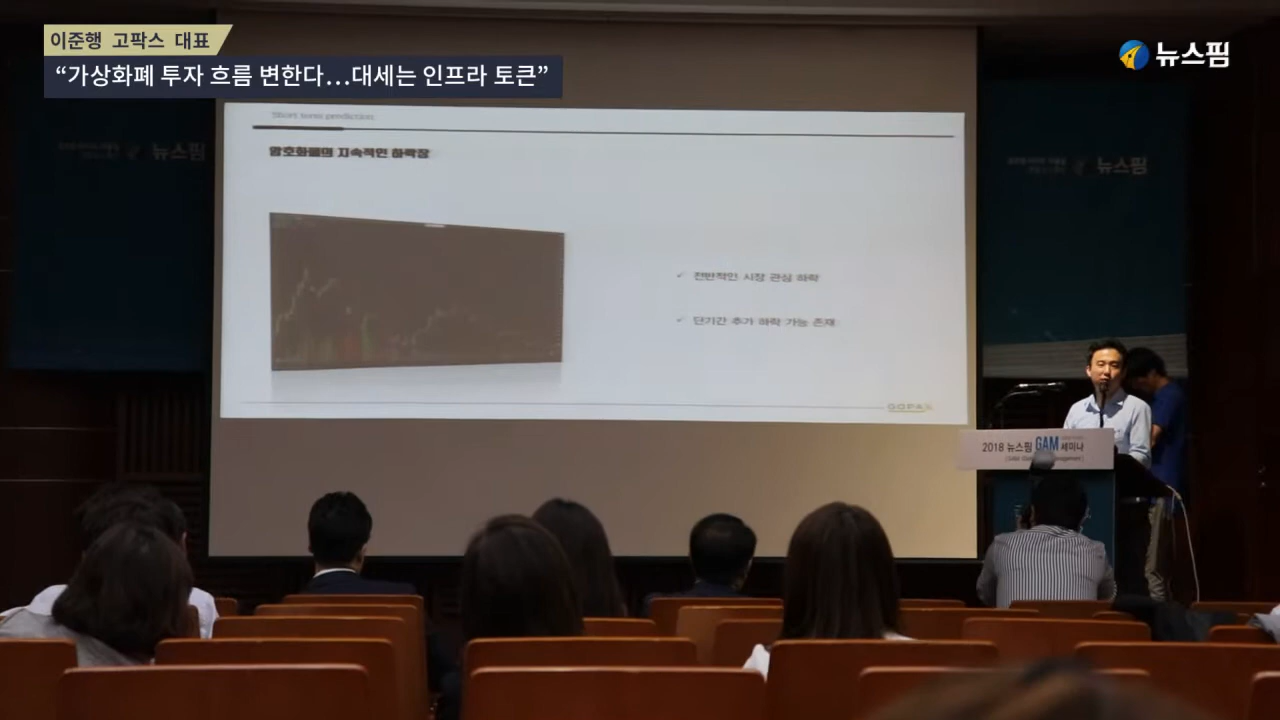 이준행 고팍스 대표
“가상화폐 투자 흐름 변한다...대세는 인프라 토큰”
뉴스핌
Short term prediction
암호화폐의 지속적인 하락장
전반적인 시장 관심 하락
단기간 추가 하락 가능 존재
GOPAX
뉴스핌
뉴스핌
2018 뉴스핌 GAM 세미나